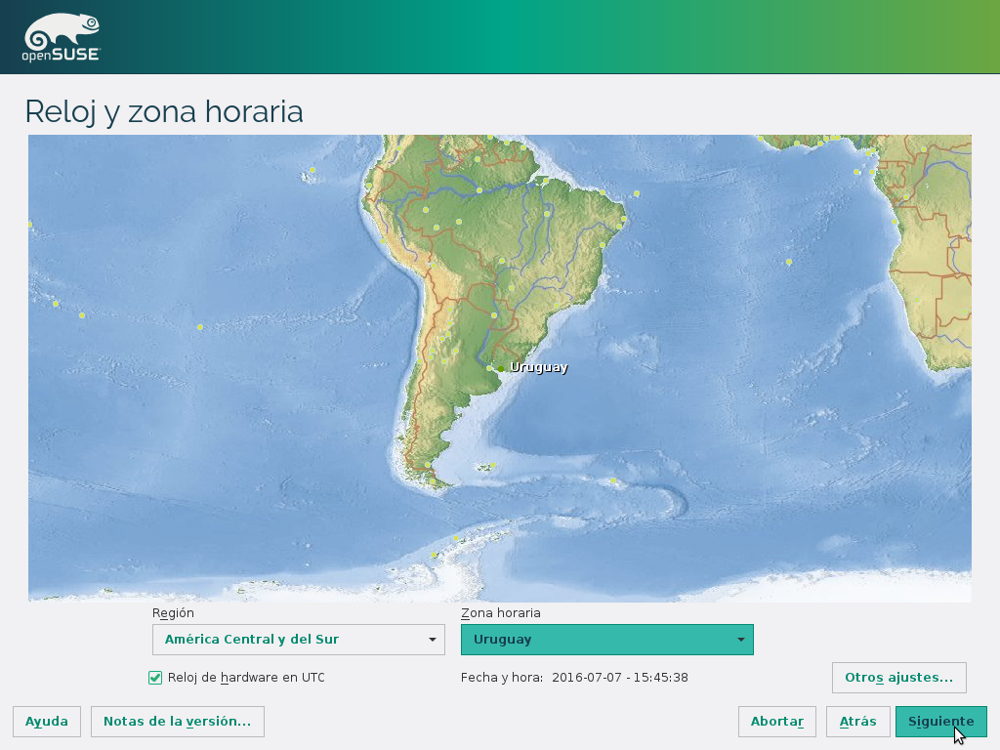 openSUSE
Reloj y zona horaria
Uruguay
Región
Zona horaria
América Central y del Sur
Uruguay
Reloj de hardware en UTC
Fecha y hora: 2016-07-07 - 15:45:38
Otros ajustes...
Ayuda
Notas de la versión...
Abortar
Atrás
Siguiente